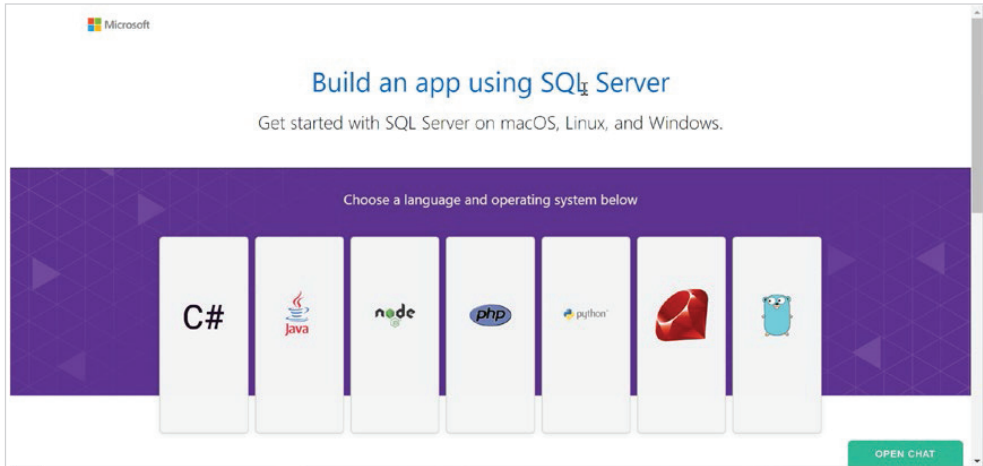 Microsoft
Build an app using SQL Server
Get started with SQL Server on macOS, Linux, and Windows.
Choose a language and operating system below
C#
Java
node
php
python
OPEN CHAT